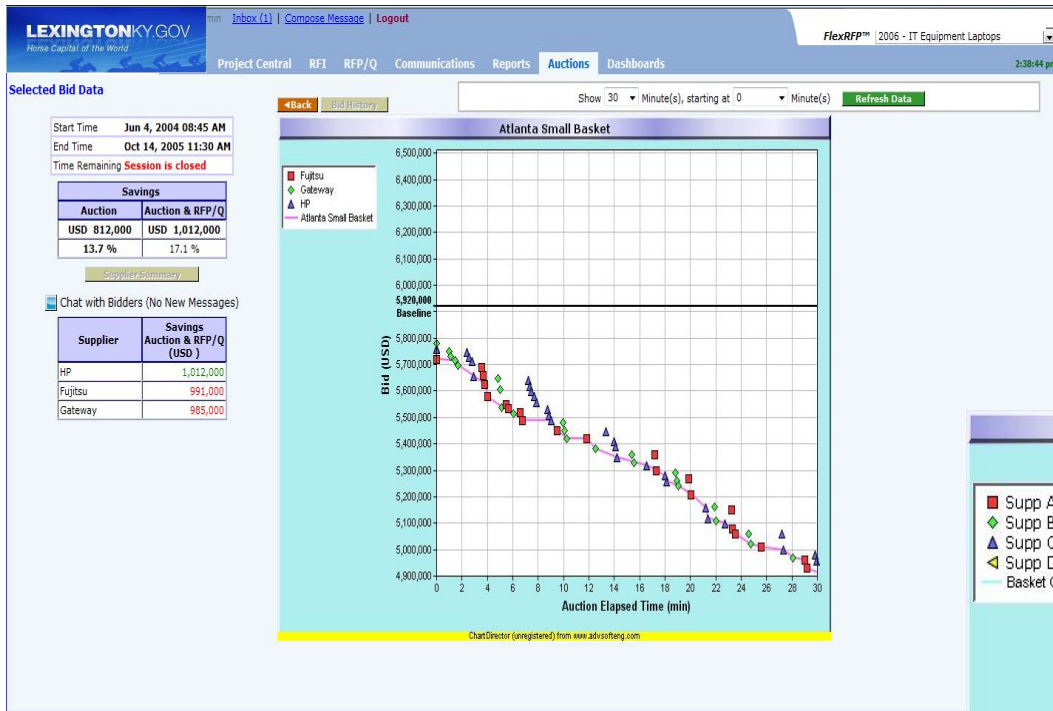 LEXINGTONKY.GOV
Horse Capital of the World
min Inbox (1) | Compose Message | Logout
FlexRFP™ 2006 - IT Equipment Laptops
Project Central RFI RFP/Q Communications Reports Auctions Dashboards
2:38:44 pm
Selected Bid Data
Back Bid History
Show 30 Minute(s), starting at 0 Minute(s) Refresh Data
Start Time Jun 4, 2004 08:45 AM
End Time Oct 14, 2005 11:30 AM
Time Remaining Session is closed
Savings
Auction Auction & RFP/Q
USD 812,000 USD 1,012,000
13.7 % 17.1 %
Supplier Summary
Chat with Bidders (No New Messages)
Supplier Savings Auction & RFP/Q (USD )
HP 1,012,000
Fujitsu 991,000
Gateway 985,000
Atlanta Small Basket
Fujitsu
Gateway
HP
Atlanta Small Basket
6,500,000
6,400,000
6,300,000
6,200,000
6,100,000
6,000,000
5,920,000
Baseline
5,800,000
5,700,000
5,600,000
5,500,000
5,400,000
5,300,000
5,200,000
5,100,000
5,000,000
4,900,000
Bid (USD)
0 2 4 6 8 10 12 14 16 18 20 22 24 26 28 30
Auction Elapsed Time (min)
ChartDirector (unregistered) from www.advsofteng.com
Supp A
Supp B
Supp C
Supp D
Basket